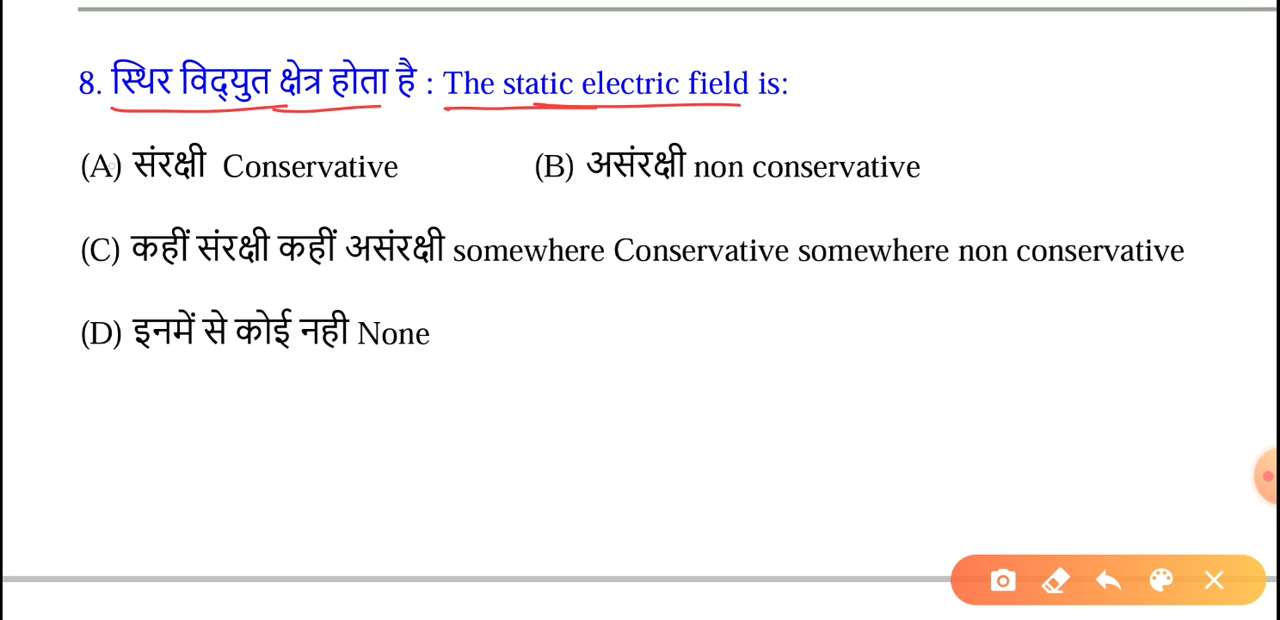 8. स्थिर विद्युत क्षेत्र होता है : The static electric field is:
(A) संरक्षी Conservative (B) असंरक्षी non conservative
(C) कहीं संरक्षी कहीं असंरक्षी somewhere Conservative somewhere non conservative
(D) इनमें से कोई नही None